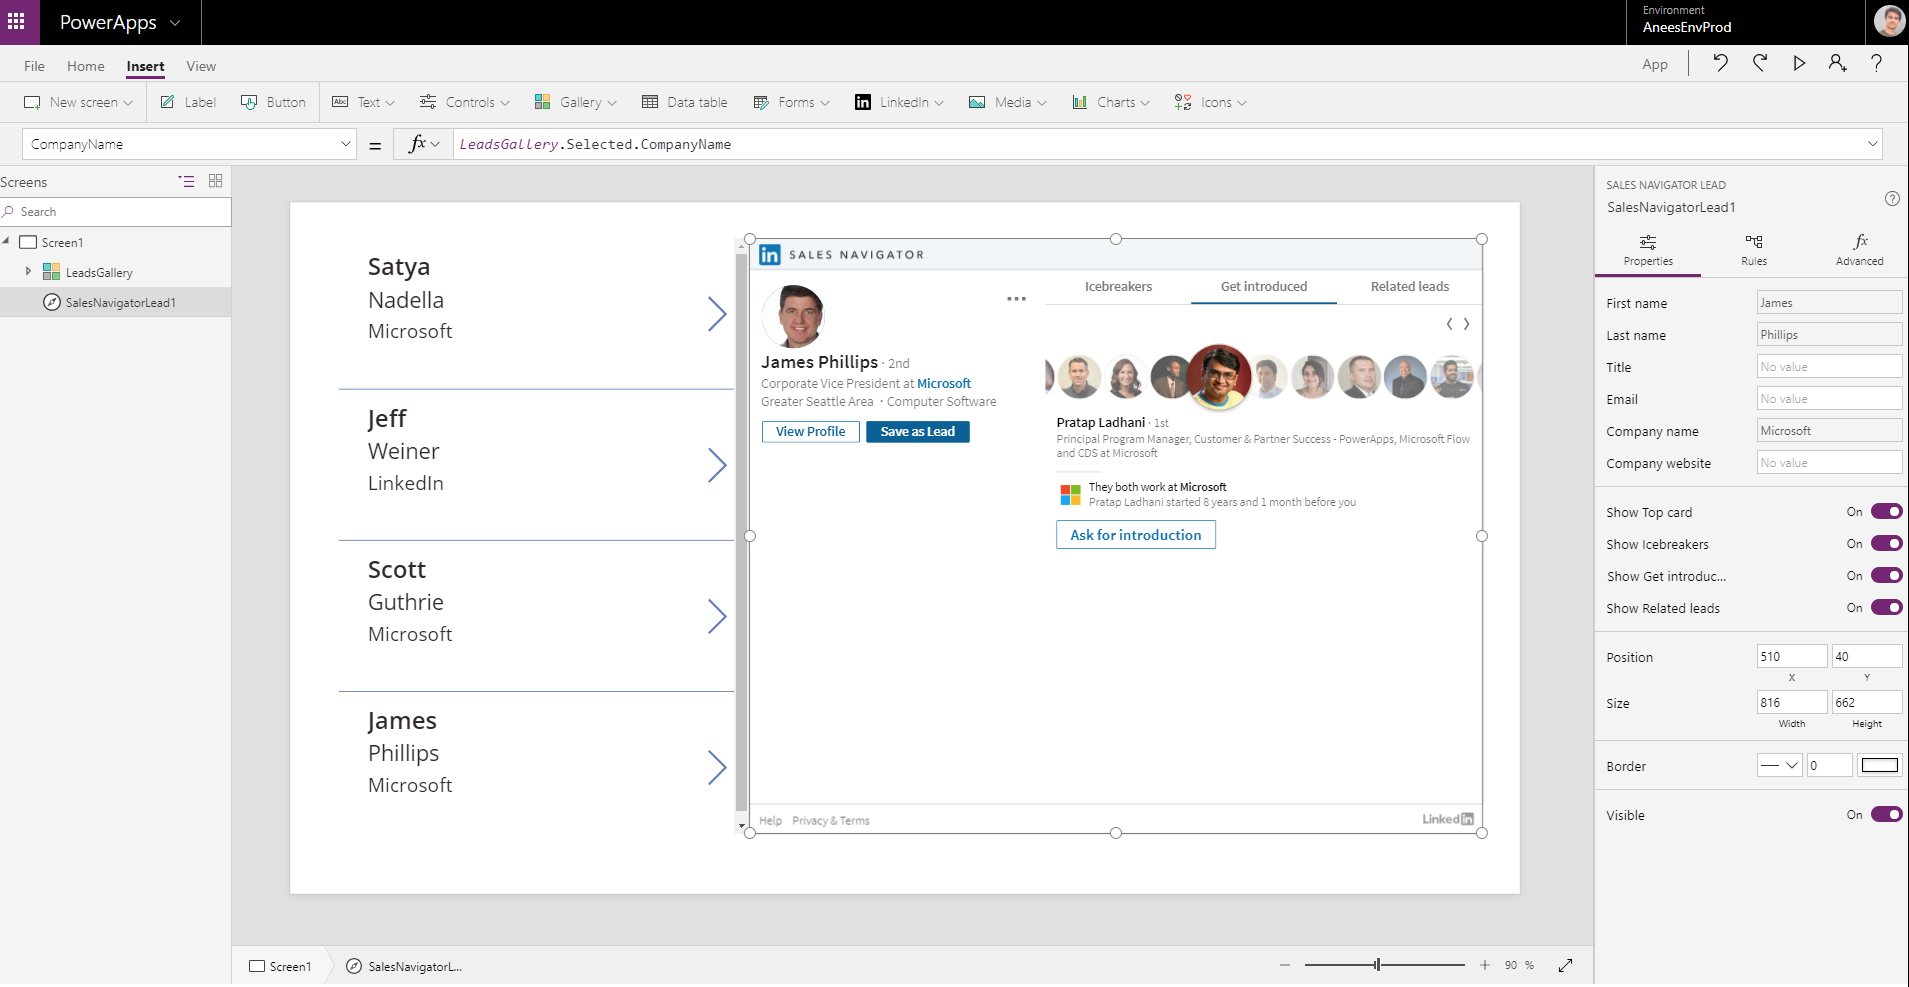 PowerApps
Environment
AneesEnvProd
File Home Insert View
App
New screen Label Button Text Controls Gallery Data table Forms LinkedIn Media Charts Icons
Abc
CompanyName = fx LeadsGallery.Selected.CompanyName
Screens
Search
Screen1
LeadsGallery
SalesNavigatorLead1
Satya
Nadella
Microsoft
Jeff
Weiner
LinkedIn
Scott
Guthrie
Microsoft
James
Phillips
Microsoft
in SALES NAVIGATOR
James Phillips · 2nd
Corporate Vice President at Microsoft
Greater Seattle Area · Computer Software
View Profile Save as Lead
Icebreakers Get introduced Related leads
Pratap Ladhani · 1st
Principal Program Manager, Customer & Partner Success - PowerApps, Microsoft Flow
and CDS at Microsoft
They both work at Microsoft
Pratap Ladhani started 8 years and 1 month before you
Ask for introduction
Help Privacy & Terms
LinkedIn
SALES NAVIGATOR LEAD
SalesNavigatorLead1
Properties Rules Advanced
First name James
Last name Phillips
Title No value
Email No value
Company name Microsoft
Company website No value
Show Top card On
Show Icebreakers On
Show Get introduc... On
Show Related leads On
Position 510 40
X Y
Size 816 662
Width Height
Border 0
Visible On
Screen1 SalesNavigatorL...
90 %